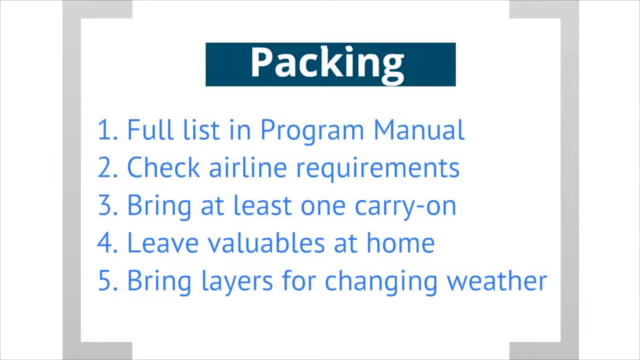 Packing
1. Full list in Program Manual
2. Check airline requirements
3. Bring at least one carry-on
4. Leave valuables at home
5. Bring layers for changing weather